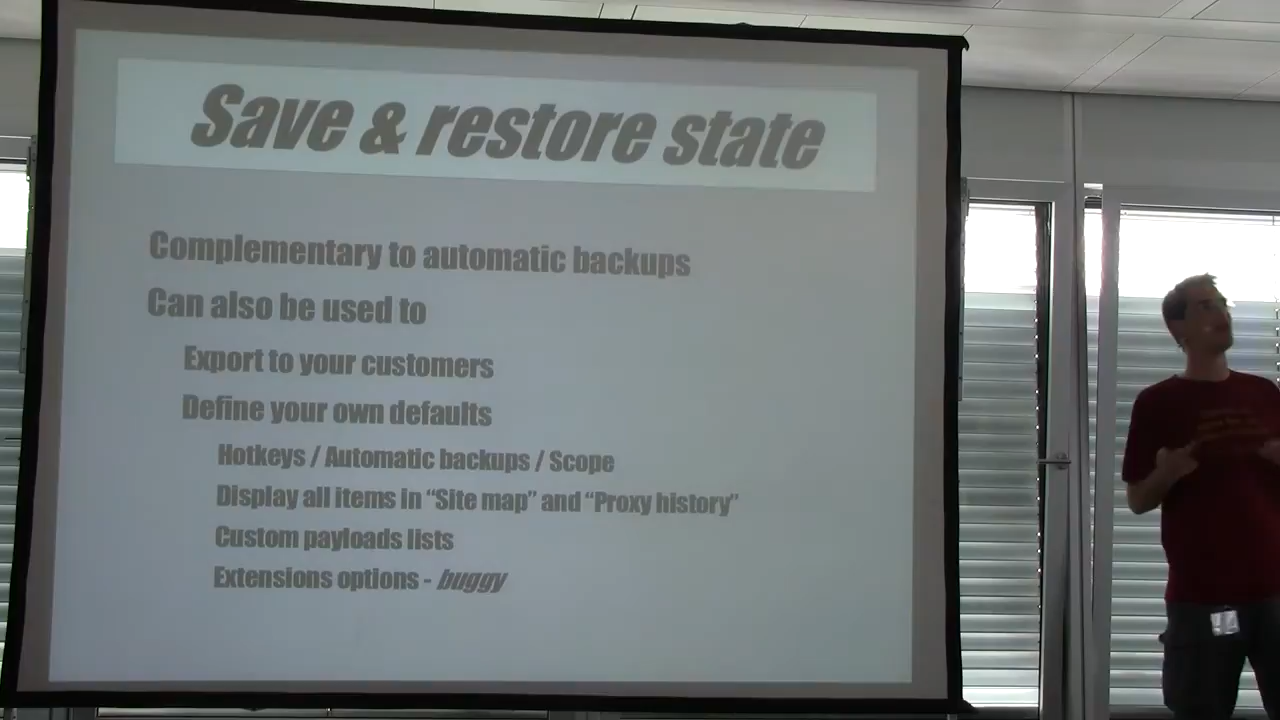 Save & restore state
Complementary to automatic backups
Can also be used to
Export to your customers
Define your own defaults
Hotkeys / Automatic backups / Scope
Display all items in “Site map” and “Proxy history”
Custom payloads lists
Extensions options - buggy